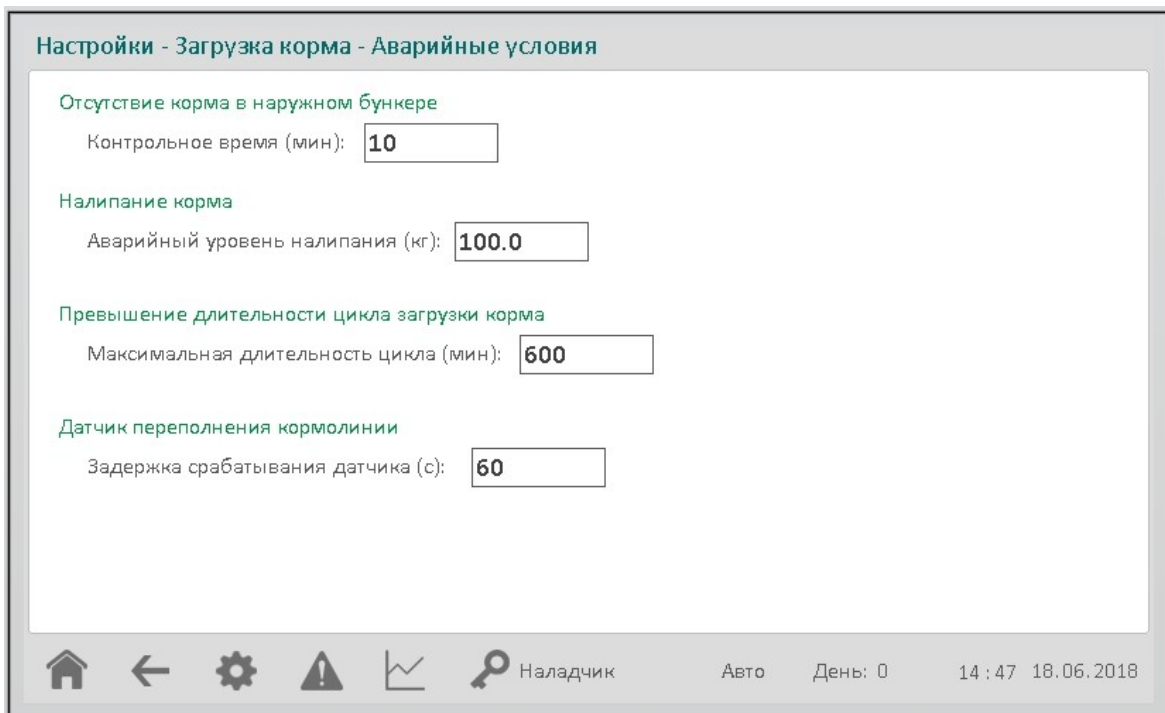 Настройки - Загрузка корма - Аварийные условия
Отсутствие корма в наружном бункере
Контрольное время (мин): 10
Налипание корма
Аварийный уровень налипания (кг): 100.0
Превышение длительности цикла загрузки корма
Максимальная длительность цикла (мин): 600
Датчик переполнения кормолинии
Задержка срабатывания датчика (с): 60
Наладчик Авто День: 0 14 : 47 18.06.2018